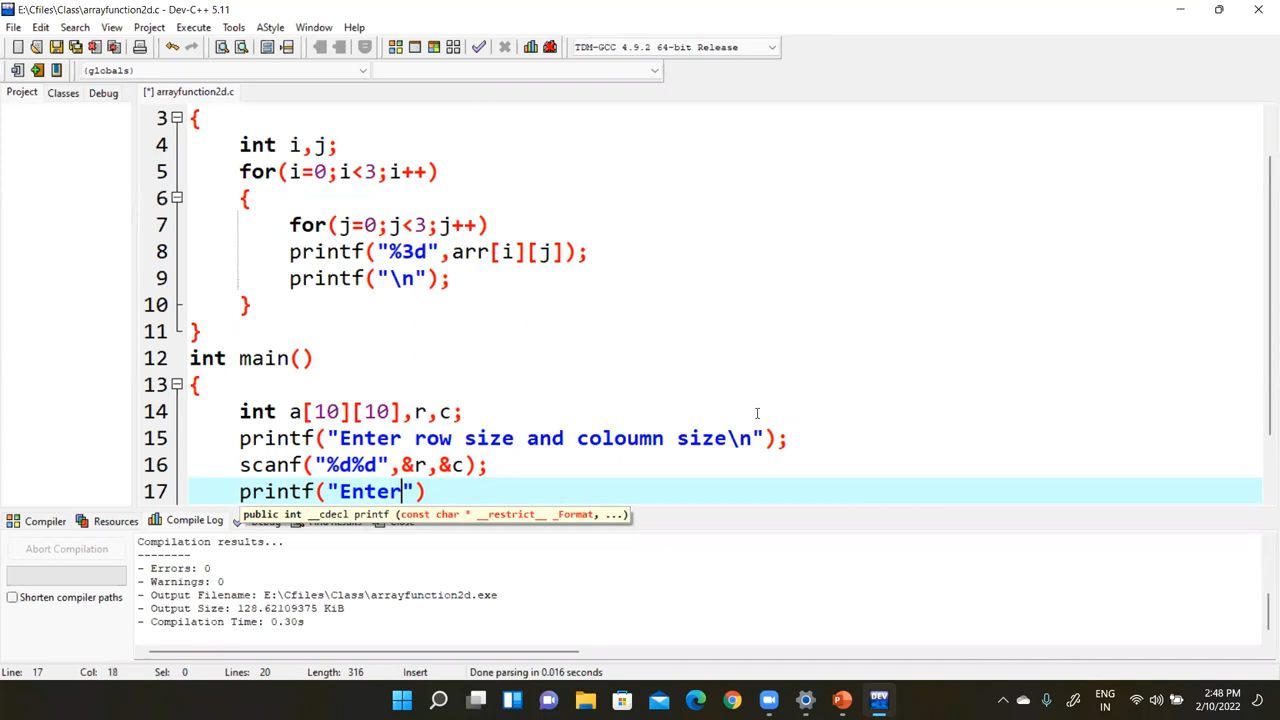 E:\Cfiles\Class\arrayfunction2d.c - Dev-C++ 5.11
File Edit Search View Project Execute Tools AStyle Window Help
TDM-GCC 4.9.2 64-bit Release
(globals)
Project Classes Debug [*] arrayfunction2d.c
3 {
4 int i,j;
5 for(i=0;i<3;i++)
6 {
7 for(j=0;j<3;j++)
8 printf("%3d",arr[i][j]);
9 printf("\n");
10 }
11 }
12 int main()
13 {
14 int a[10][10],r,c;
15 printf("Enter row size and coloumn size\n");
16 scanf("%d%d",&r,&c);
17 printf("Enter")
public int __cdecl printf (const char * __restrict__ _Format, ...)
Compiler Resources Compile Log Debug Find Results Close
Abort Compilation
Shorten compiler paths
Compilation results...
--------
- Errors: 0
- Warnings: 0
- Output Filename: E:\Cfiles\Class\arrayfunction2d.exe
- Output Size: 128.62109375 KiB
- Compilation Time: 0.30s
Line: 17 Col: 18 Sel: 0 Lines: 20 Length: 316 Insert Done parsing in 0.016 seconds
DEV
ENG
IN
2:48 PM
2/10/2022